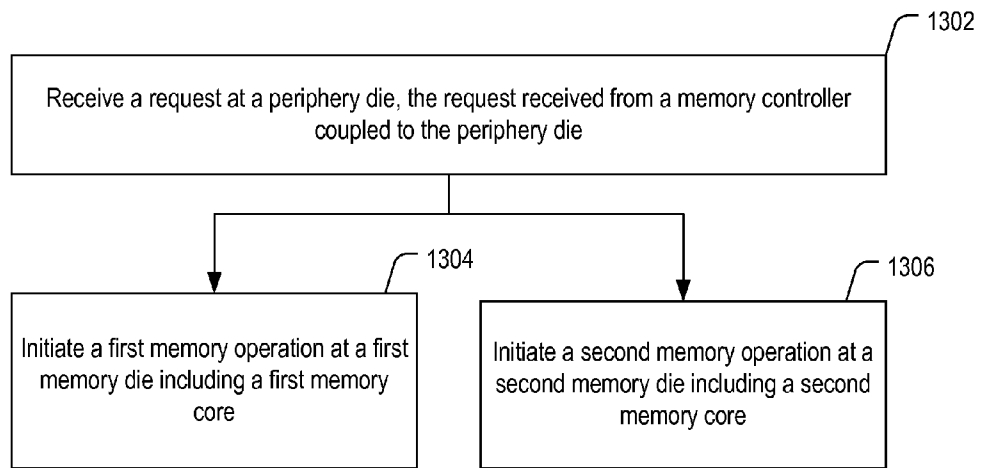 1302
Receive a request at a periphery die, the request received from a memory controller
coupled to the periphery die
1304
Initiate a first memory operation at a first
memory die including a first memory
core
1306
Initiate a second memory operation at a
second memory die including a second
memory core